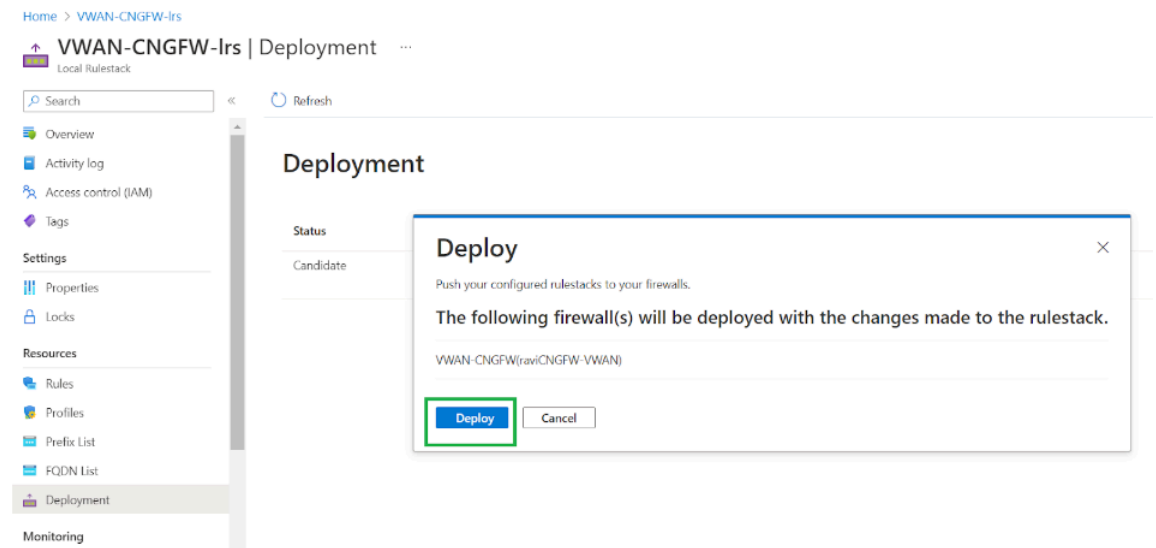 Home > VWAN-CNGFW-lrs
VWAN-CNGFW-lrs | Deployment ...
Local Rulestack
Search «
Refresh
Overview
Activity log
Access control (IAM)
Tags
Settings
Properties
Locks
Resources
Rules
Profiles
Prefix List
FQDN List
Deployment
Monitoring
Deployment
Status
Candidate
Deploy
Push your configured rulestacks to your firewalls.
The following firewall(s) will be deployed with the changes made to the rulestack.
VWAN-CNGFW(raviCNGFW-VWAN)
Deploy Cancel